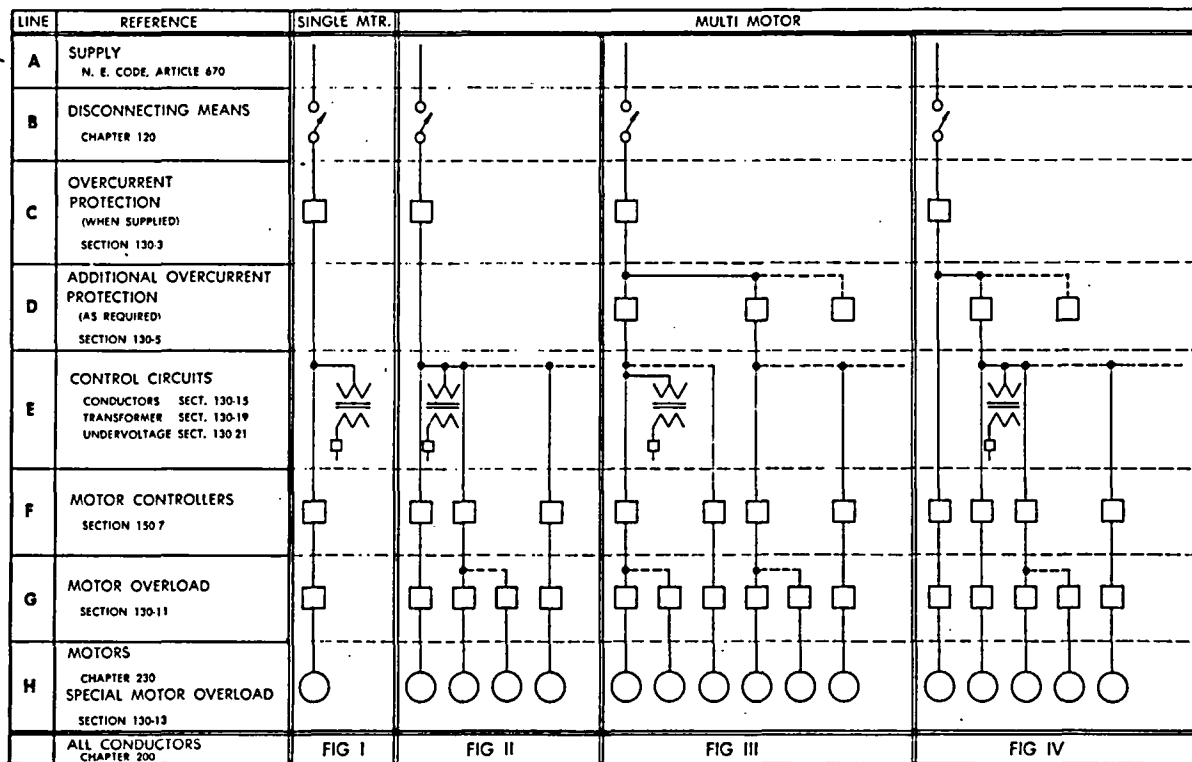 LINE REFERENCE SINGLE MTR. MULTI MOTOR
A SUPPLY
N. E. CODE, ARTICLE 670
B DISCONNECTING MEANS
CHAPTER 120
C OVERCURRENT
PROTECTION
(WHEN SUPPLIED)
SECTION 130-3
D ADDITIONAL OVERCURRENT
PROTECTION
(AS REQUIRED)
SECTION 130-5
E CONTROL CIRCUITS
CONDUCTORS SECT. 130-15
TRANSFORMER SECT. 130-19
UNDERVOLTAGE SECT. 130 21
F MOTOR CONTROLLERS
SECTION 150 7
G MOTOR OVERLOAD
SECTION 130-11
H MOTORS
CHAPTER 230
SPECIAL MOTOR OVERLOAD
SECTION 130-13
ALL CONDUCTORS
CHAPTER 200
FIG I FIG II FIG III FIG IV